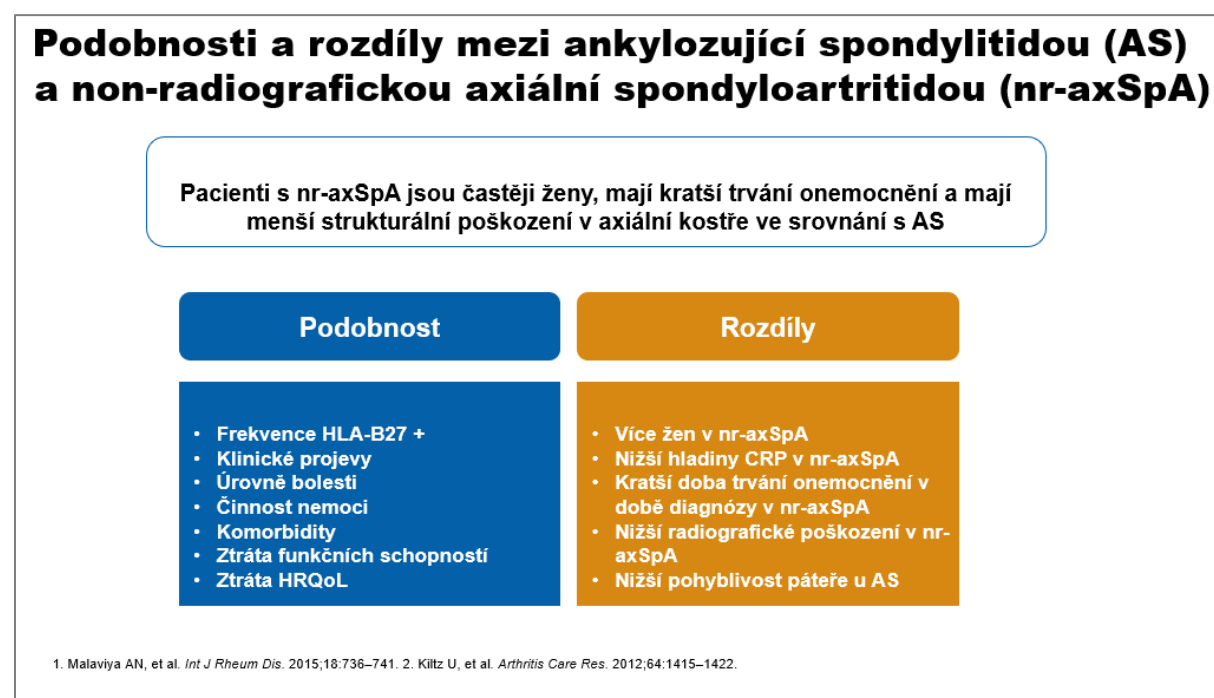 Podobnosti a rozdíly mezi ankylozující spondylitidou (AS)
a non-radiografickou axiální spondyloartritidou (nr-axSpA)
Pacienti s nr-axSpA jsou častěji ženy, mají kratší trvání onemocnění a mají
menší strukturální poškození v axiální kostře ve srovnání s AS
Podobnost
• Frekvence HLA-B27 +
• Klinické projevy
• Úrovně bolesti
• Činnost nemoci
• Komorbidity
• Ztráta funkčních schopností
• Ztráta HRQoL
Rozdíly
• Více žen v nr-axSpA
• Nižší hladiny CRP v nr-axSpA
• Kratší doba trvání onemocnění v
době diagnózy v nr-axSpA
• Nižší radiografické poškození v nr-
axSpA
• Nižší pohyblivost páteře u AS
1. Malaviya AN, et al. Int J Rheum Dis. 2015;18:736–741. 2. Kiltz U, et al. Arthritis Care Res. 2012;64:1415–1422.